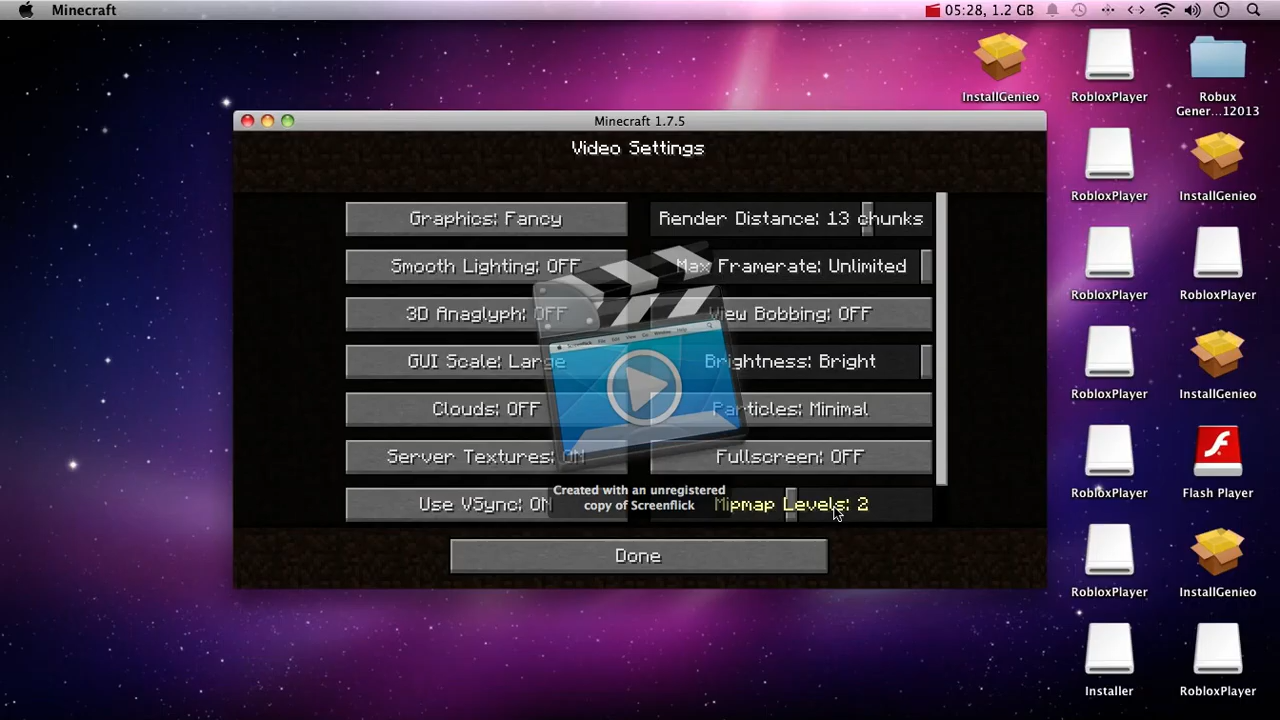 Minecraft
05:28, 1.2 GB
Minecraft 1.7.5
Video Settings
Graphics: Fancy
Render Distance: 13 chunks
Smooth Lighting: OFF
Max Framerate: Unlimited
3D Anaglyph: OFF
View Bobbing: OFF
GUI Scale: Large
Brightness: Bright
Clouds: OFF
Particles: Minimal
Server Textures: ON
Fullscreen: OFF
Use VSync: ON
Mipmap Levels: 2
Created with an unregistered
copy of Screenflick
Done
InstallGenieo
RobloxPlayer
Robux
Gener...12013
RobloxPlayer
InstallGenieo
RobloxPlayer
RobloxPlayer
RobloxPlayer
InstallGenieo
RobloxPlayer
Flash Player
RobloxPlayer
InstallGenieo
Installer
RobloxPlayer